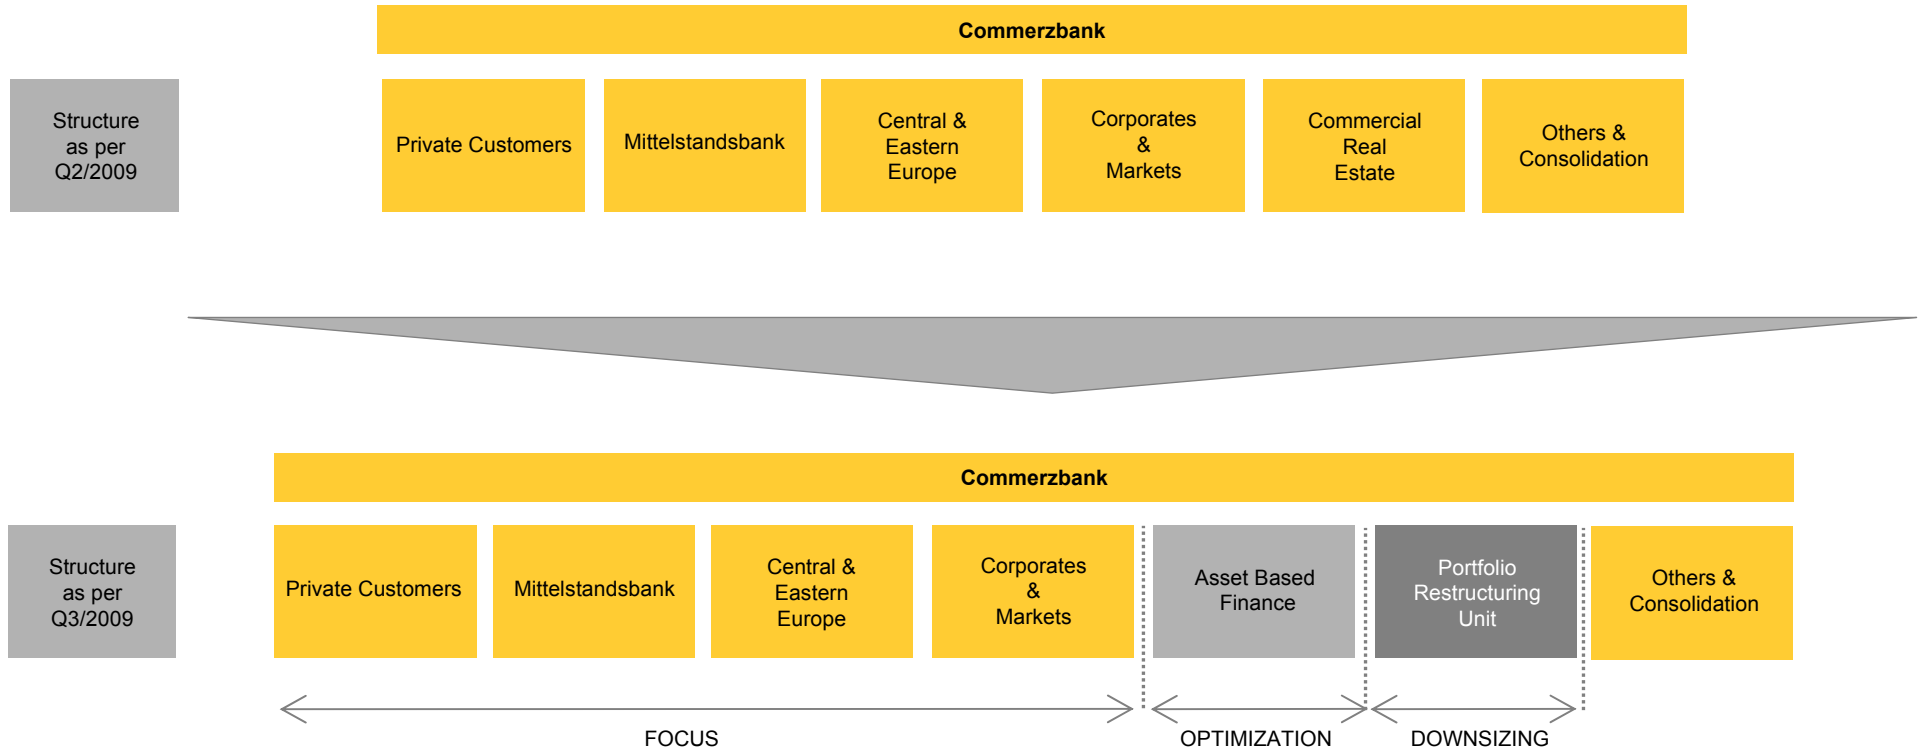 Commerzbank
Structure
as per
Q2/2009
Private Customers
Mittelstandsbank
Central &
Eastern
Europe
Corporates
&
Markets
Commercial
Real
Estate
Others &
Consolidation
Commerzbank
Structure
as per
Q3/2009
Private Customers
Mittelstandsbank
Central &
Eastern
Europe
Corporates
&
Markets
Asset Based
Finance
Portfolio
Restructuring
Unit
Others &
Consolidation
FOCUS
OPTIMIZATION
DOWNSIZING